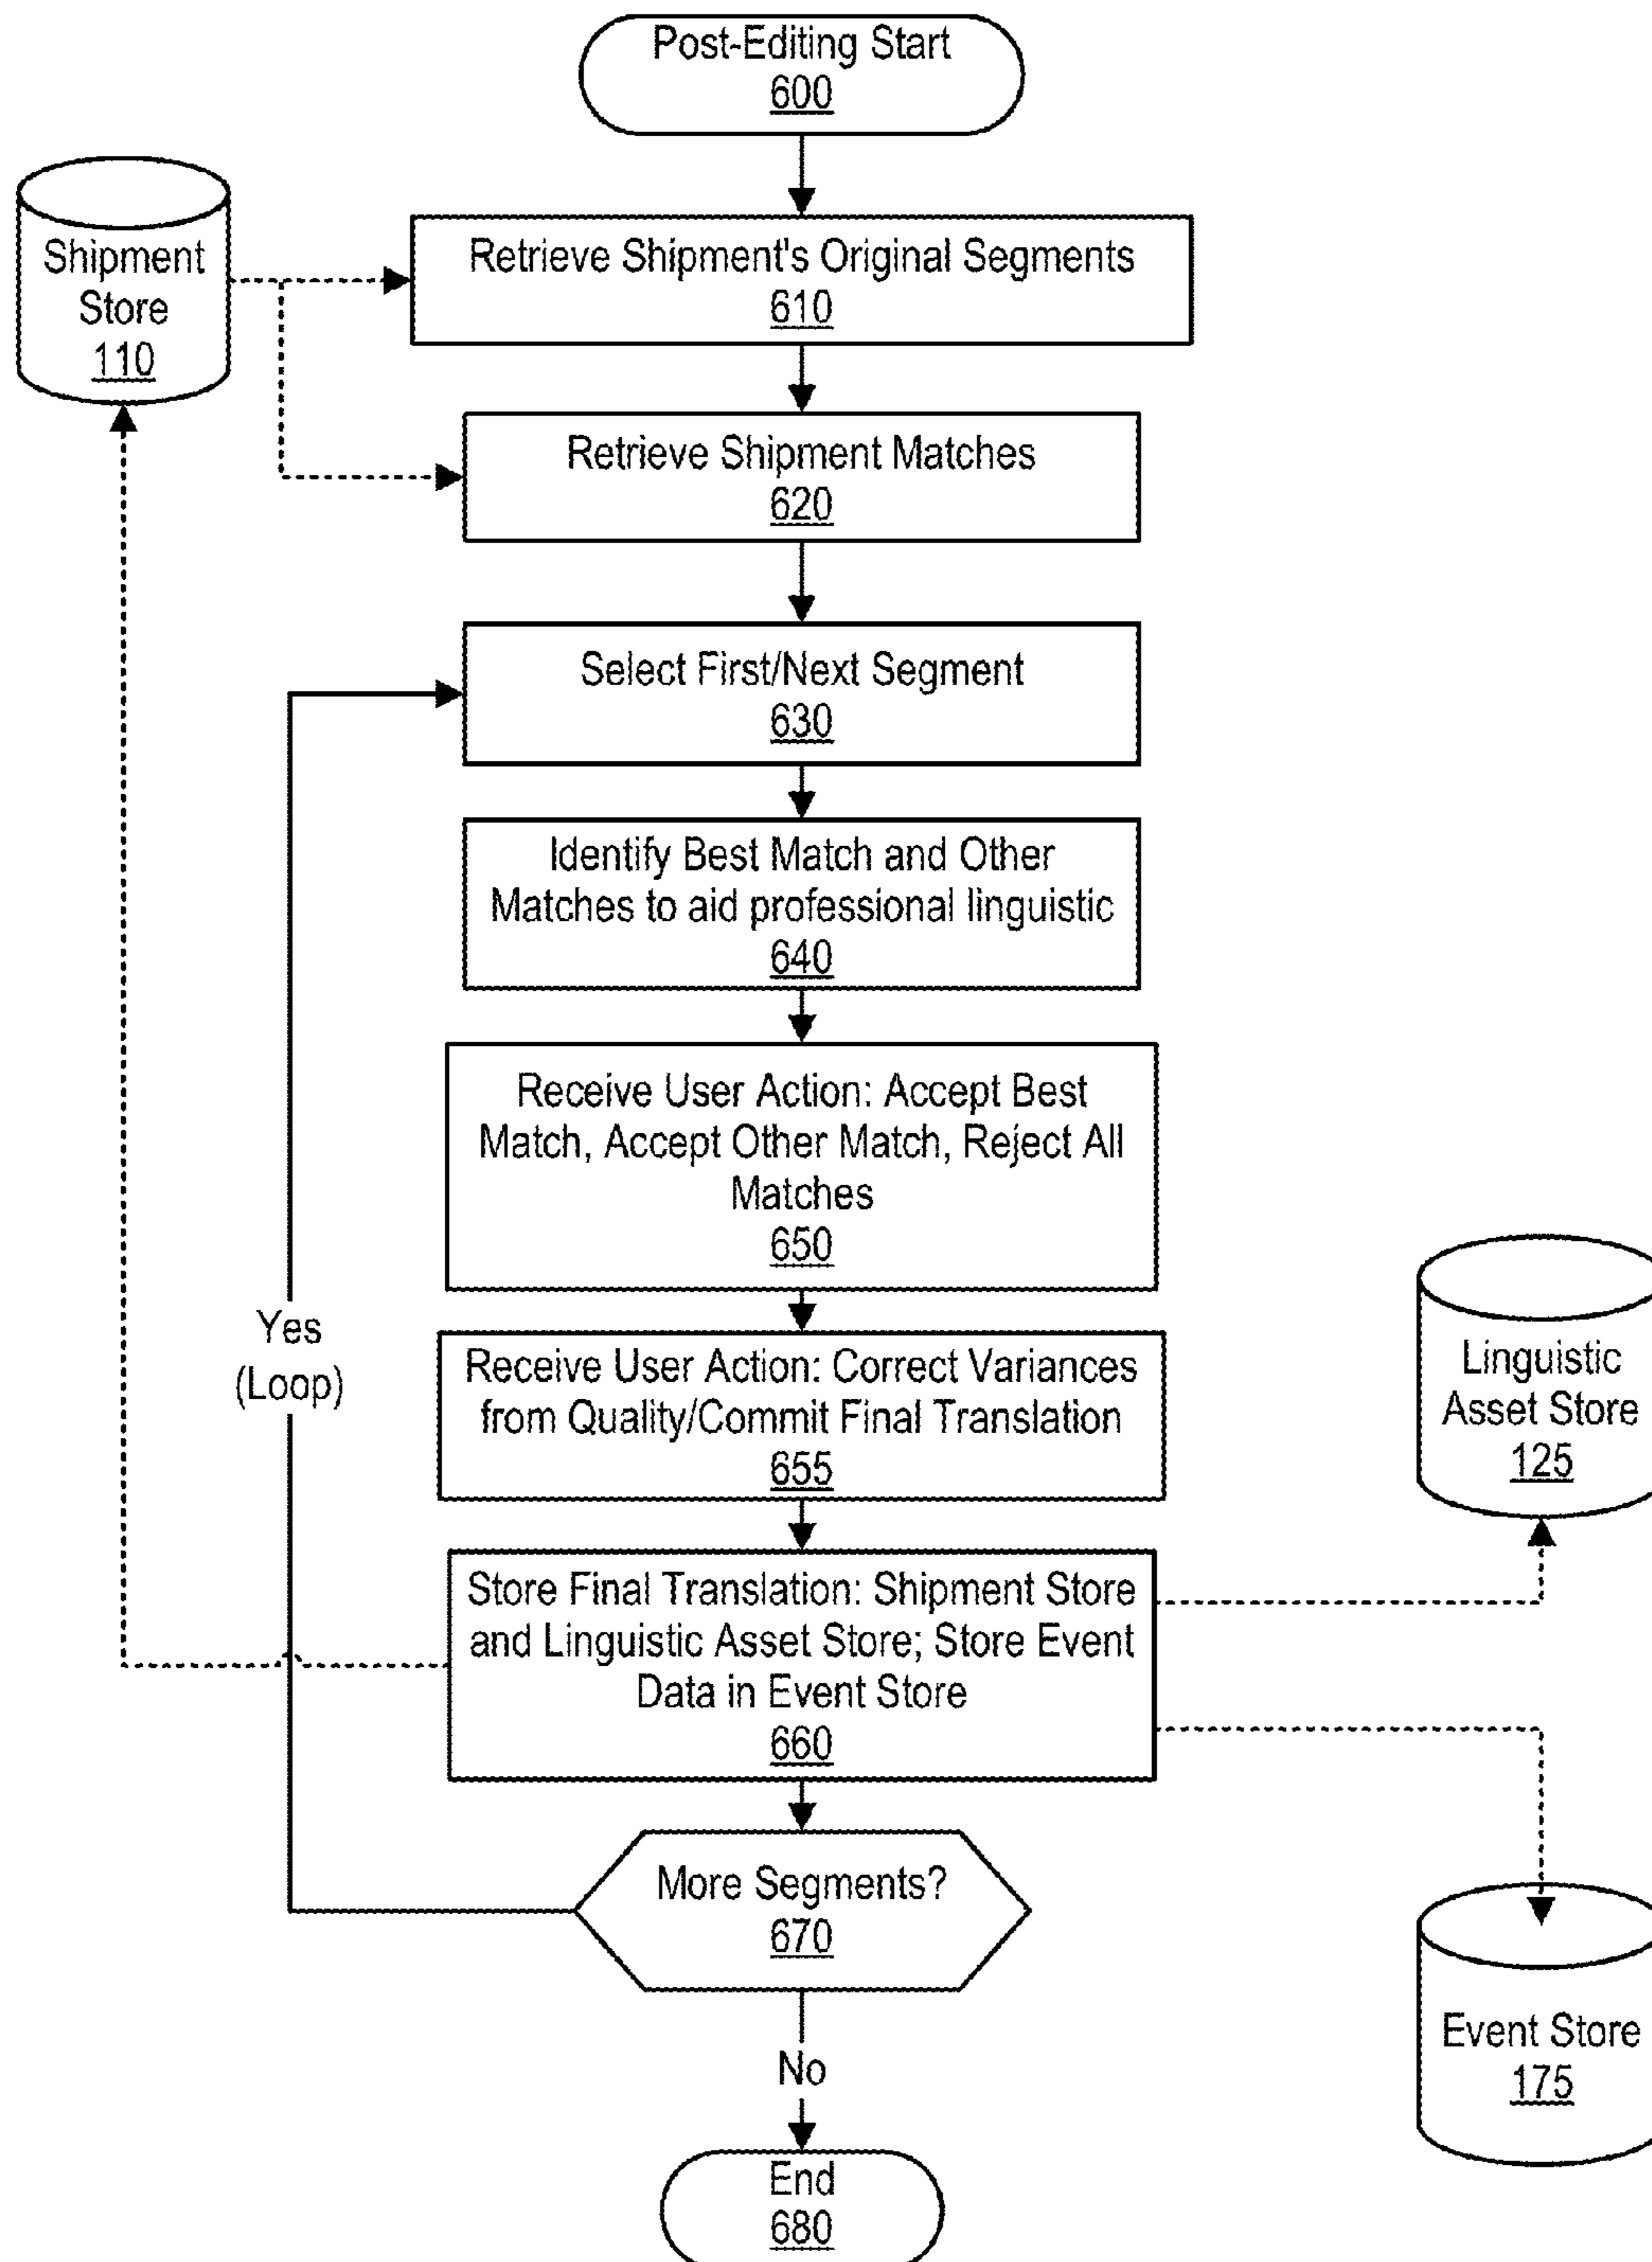 Post-Editing Start
600
Shipment
Store
110
Retrieve Shipment's Original Segments
610
Retrieve Shipment Matches
620
Select First/Next Segment
630
Identify Best Match and Other
Matches to aid professional linguistic
640
Receive User Action: Accept Best
Match, Accept Other Match, Reject All
Matches
650
Yes
(Loop)
Receive User Action: Correct Variances
from Quality/Commit Final Translation
655
Linguistic
Asset Store
125
Store Final Translation: Shipment Store
and Linguistic Asset Store; Store Event
Data in Event Store
660
More Segments?
670
Event Store
175
No
End
680